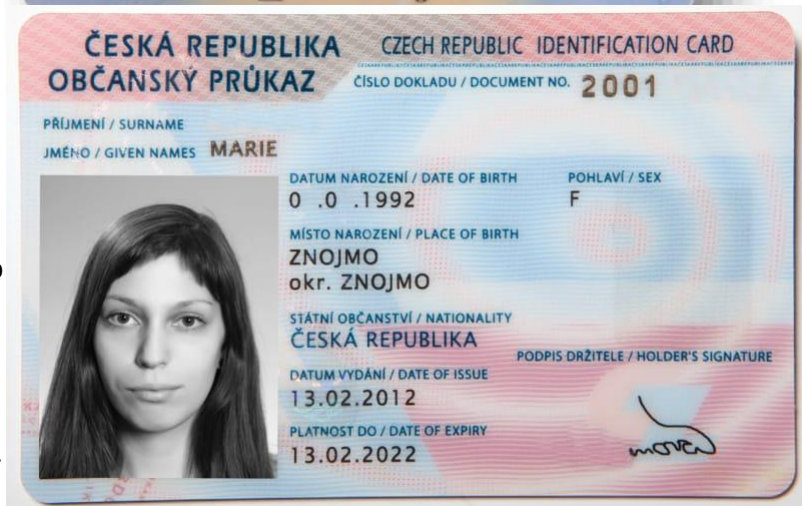 ČESKÁ REPUBLIKA CZECH REPUBLIC IDENTIFICATION CARD
OBČANSKÝ PRŮKAZ ČÍSLO DOKLADU / DOCUMENT NO. 2001
PŘÍJMENÍ / SURNAME
JMÉNO / GIVEN NAMES MARIE
DATUM NAROZENÍ / DATE OF BIRTH POHLAVÍ / SEX
0 .0 .1992 F
MÍSTO NAROZENÍ / PLACE OF BIRTH
ZNOJMO
okr. ZNOJMO
STÁTNÍ OBČANSTVÍ / NATIONALITY
ČESKÁ REPUBLIKA
PODPIS DRŽITELE / HOLDER'S SIGNATURE
DATUM VYDÁNÍ / DATE OF ISSUE
13.02.2012
PLATNOST DO / DATE OF EXPIRY
13.02.2022